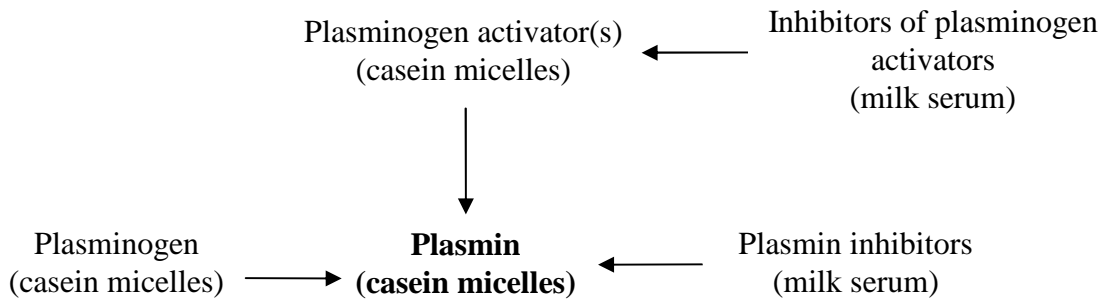 Plasminogen activator(s)
(casein micelles)
Inhibitors of plasminogen
activators
(milk serum)
Plasminogen
(casein micelles)
Plasmin
(casein micelles)
Plasmin inhibitors
(milk serum)